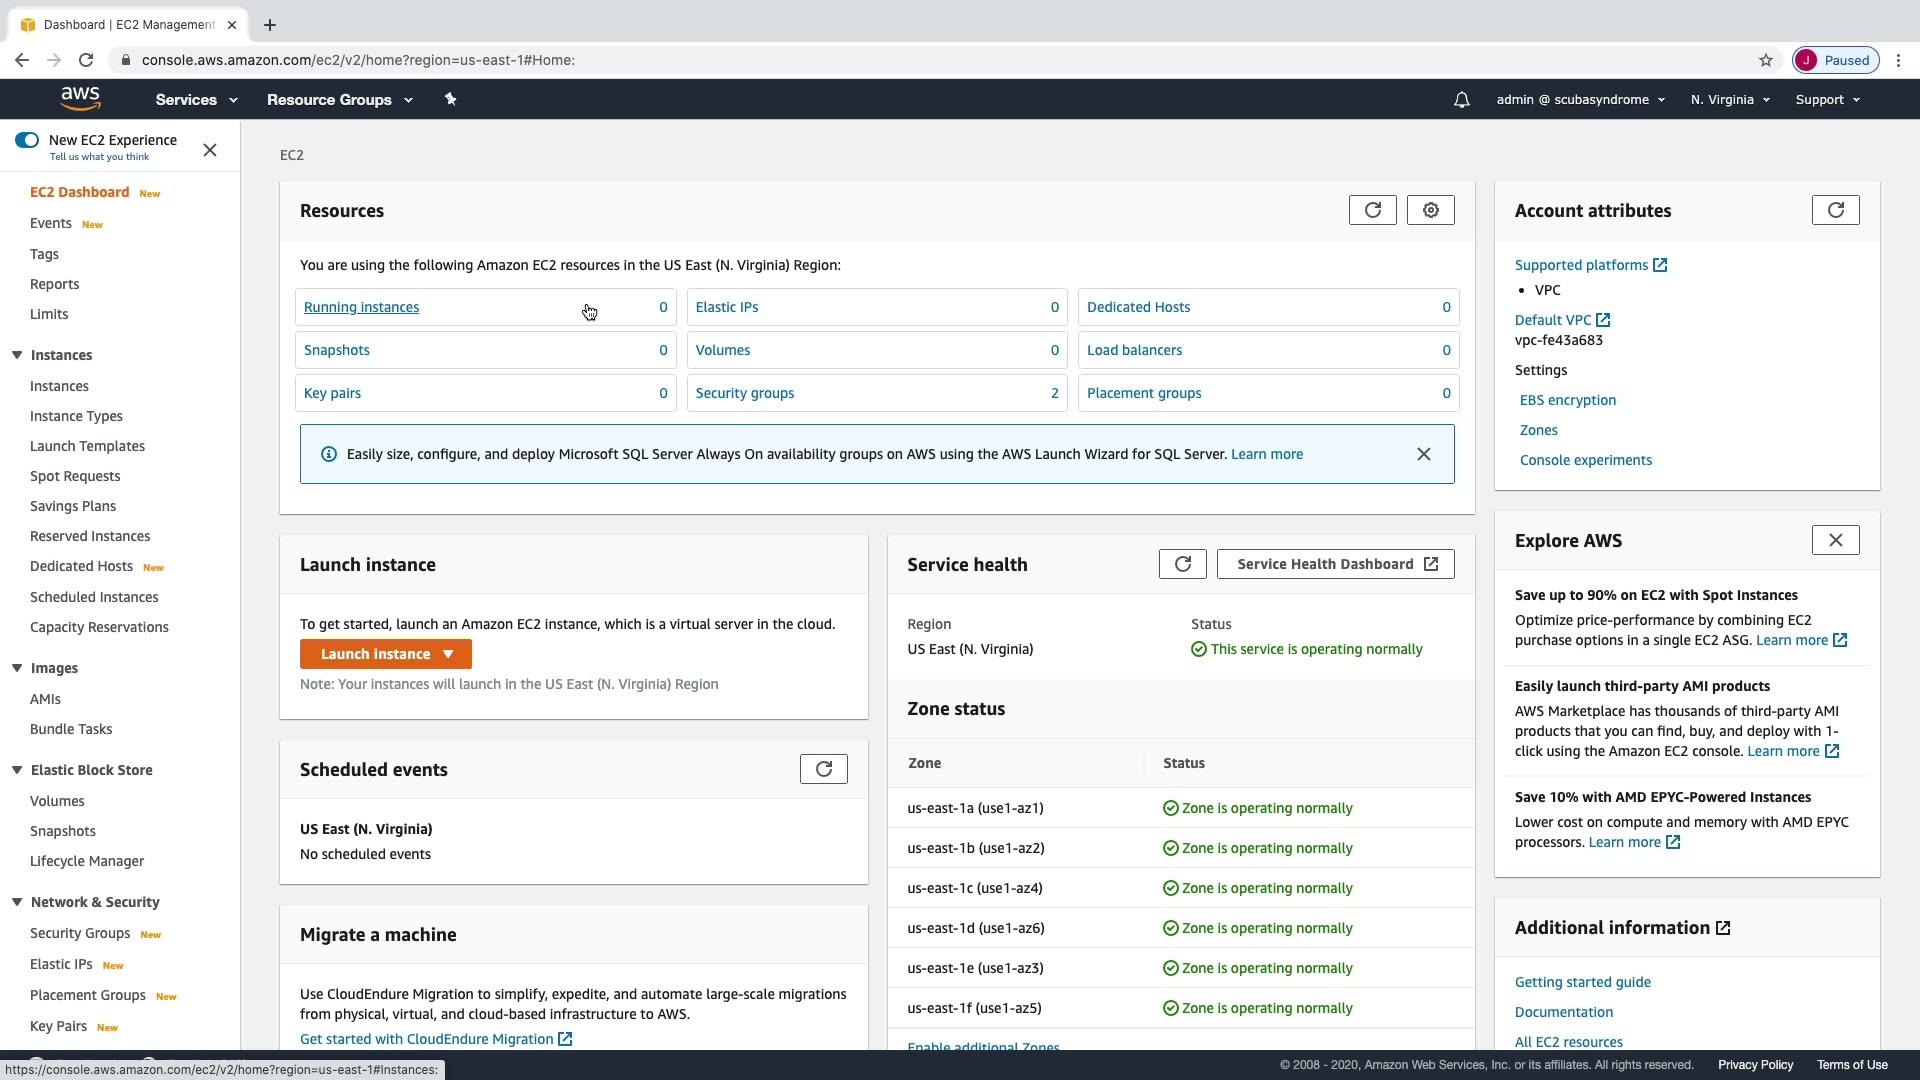 Dashboard | EC2 Management
console.aws.amazon.com/ec2/v2/home?region=us-east-1#Home:
J Paused
aws
Services
Resource Groups
admin @ scubasyndrome
N. Virginia
Support
New EC2 Experience
Tell us what you think
EC2 Dashboard New
Events New
Tags
Reports
Limits
Instances
Instances
Instance Types
Launch Templates
Spot Requests
Savings Plans
Reserved Instances
Dedicated Hosts New
Scheduled Instances
Capacity Reservations
Images
AMIs
Bundle Tasks
Elastic Block Store
Volumes
Snapshots
Lifecycle Manager
Network & Security
Security Groups New
Elastic IPs New
Placement Groups New
Key Pairs New
https://console.aws.amazon.com/ec2/v2/home?region=us-east-1#Instances:
EC2
Resources
You are using the following Amazon EC2 resources in the US East (N. Virginia) Region:
Running instances 0
Elastic IPs 0
Dedicated Hosts 0
Snapshots 0
Volumes 0
Load balancers 0
Key pairs 0
Security groups 2
Placement groups 0
Easily size, configure, and deploy Microsoft SQL Server Always On availability groups on AWS using the AWS Launch Wizard for SQL Server. Learn more
Launch instance
To get started, launch an Amazon EC2 instance, which is a virtual server in the cloud.
Launch instance
Note: Your instances will launch in the US East (N. Virginia) Region
Scheduled events
US East (N. Virginia)
No scheduled events
Migrate a machine
Use CloudEndure Migration to simplify, expedite, and automate large-scale migrations
from physical, virtual, and cloud-based infrastructure to AWS.
Get started with CloudEndure Migration
Service health
Service Health Dashboard
Region
Status
US East (N. Virginia)
This service is operating normally
Zone status
Zone Status
us-east-1a (use1-az1) Zone is operating normally
us-east-1b (use1-az2) Zone is operating normally
us-east-1c (use1-az4) Zone is operating normally
us-east-1d (use1-az6) Zone is operating normally
us-east-1e (use1-az3) Zone is operating normally
us-east-1f (use1-az5) Zone is operating normally
Enable additional Zones
Account attributes
Supported platforms
• VPC
Default VPC
vpc-fe43a683
Settings
EBS encryption
Zones
Console experiments
Explore AWS
Save up to 90% on EC2 with Spot Instances
Optimize price-performance by combining EC2
purchase options in a single EC2 ASG. Learn more
Easily launch third-party AMI products
AWS Marketplace has thousands of third-party AMI
products that you can find, buy, and deploy with 1-
click using the Amazon EC2 console. Learn more
Save 10% with AMD EPYC-Powered Instances
Lower cost on compute and memory with AMD EPYC
processors. Learn more
Additional information
Getting started guide
Documentation
All EC2 resources
© 2008 - 2020, Amazon Web Services, Inc. or its affiliates. All rights reserved.
Privacy Policy
Terms of Use